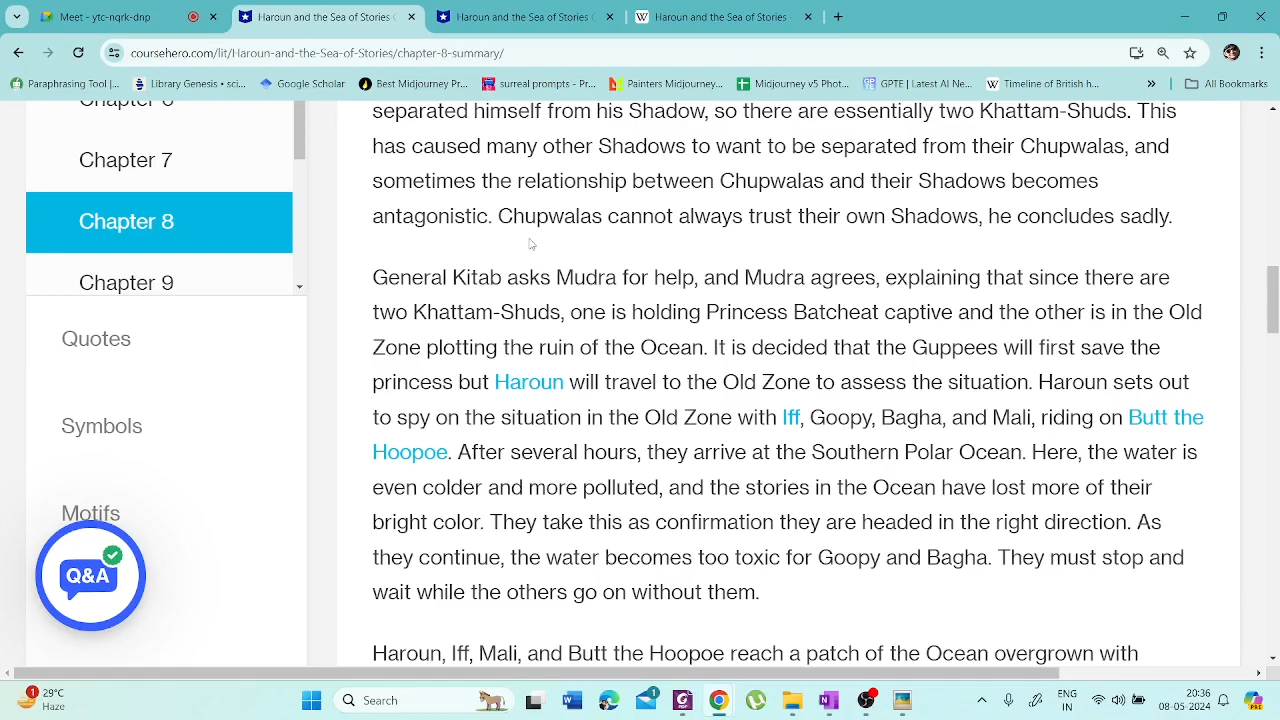 Haroun and the Sea of Stories (
Haroun and the Sea of Stories (
Haroun and the Sea of Stories -
Meet - ytc-nqrk-dnp
coursehero.com/lit/Haroun-and-the-Sea-of-Stories/chapter-8-summary/
Paraphrasing Tool |...
Library Genesis • sci...
Google Scholar
Best Midjourney Pr...
surreal prompts - Pr...
Painters Midjourney...
Midjourney v5 Phot...
GPTE | Latest AI Ne...
Timeline of British h...
»
All Bookmarks
Chapter 7
Chapter 8
Chapter 9
Quotes
Symbols
Motifs
Q&A
separated himself from his Shadow, so there are essentially two Khattam-Shuds. This
has caused many other Shadows to want to be separated from their Chupwalas, and
sometimes the relationship between Chupwalas and their Shadows becomes
antagonistic. Chupwalas cannot always trust their own Shadows, he concludes sadly.
General Kitab asks Mudra for help, and Mudra agrees, explaining that since there are
two Khattam-Shuds, one is holding Princess Batcheat captive and the other is in the Old
Zone plotting the ruin of the Ocean. It is decided that the Guppees will first save the
princess but Haroun will travel to the Old Zone to assess the situation. Haroun sets out
to spy on the situation in the Old Zone with Iff, Goopy, Bagha, and Mali, riding on Butt the
Hoopoe. After several hours, they arrive at the Southern Polar Ocean. Here, the water is
even colder and more polluted, and the stories in the Ocean have lost more of their
bright color. They take this as confirmation they are headed in the right direction. As
they continue, the water becomes too toxic for Goopy and Bagha. They must stop and
wait while the others go on without them.
Haroun, Iff, Mali, and Butt the Hoopoe reach a patch of the Ocean overgrown with
1
29°C
Haze
Search
1
ENG
IN
20:36
08-05-2024